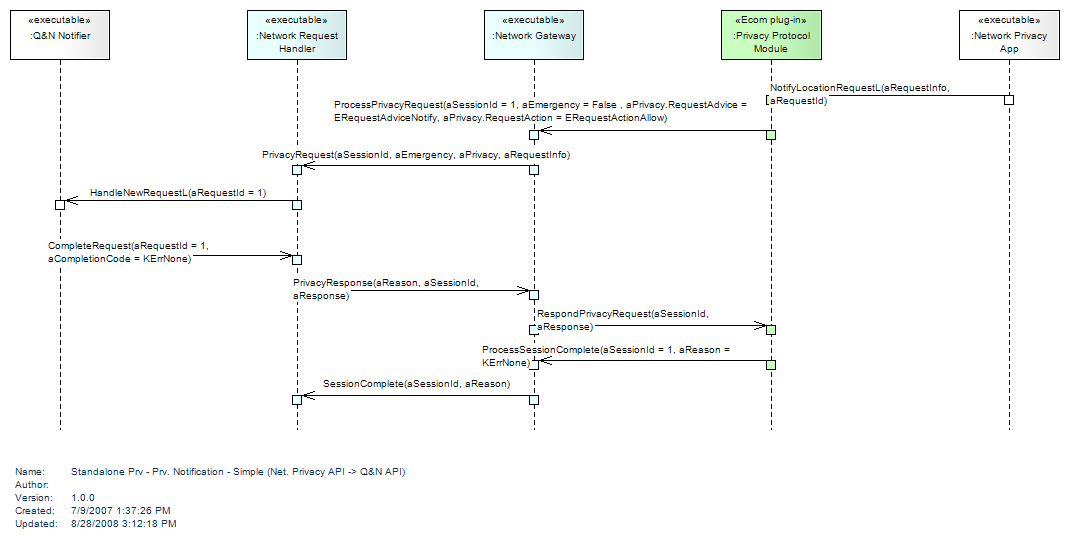 «executable»
:Q&N Notifier
«executable»
:Network Request
Handler
«executable»
:Network Gateway
«Ecom plug-in»
:Privacy Protocol
Module
«executable»
:Network Privacy
App
NotifyLocationRequestL(aRequestInfo,
aRequestId)
ProcessPrivacyRequest(aSessionId = 1, aEmergency = False , aPrivacy.RequestAdvice =
ERequestAdviceNotify, aPrivacy.RequestAction = ERequestActionAllow)
PrivacyRequest(aSessionId, aEmergency, aPrivacy, aRequestInfo)
HandleNewRequestL(aRequestId = 1)
CompleteRequest(aRequestId = 1,
aCompletionCode = KErrNone)
PrivacyResponse(aReason, aSessionId,
aResponse)
RespondPrivacyRequest(aSessionId,
aResponse)
ProcessSessionComplete(aSessionId = 1, aReason =
KErrNone)
SessionComplete(aSessionId, aReason)
Name: Standalone Prv - Prv. Notification - Simple (Net. Privacy API -> Q&N API)
Author:
Version: 1.0.0
Created: 7/9/2007 1:37:26 PM
Updated: 8/28/2008 3:12:18 PM